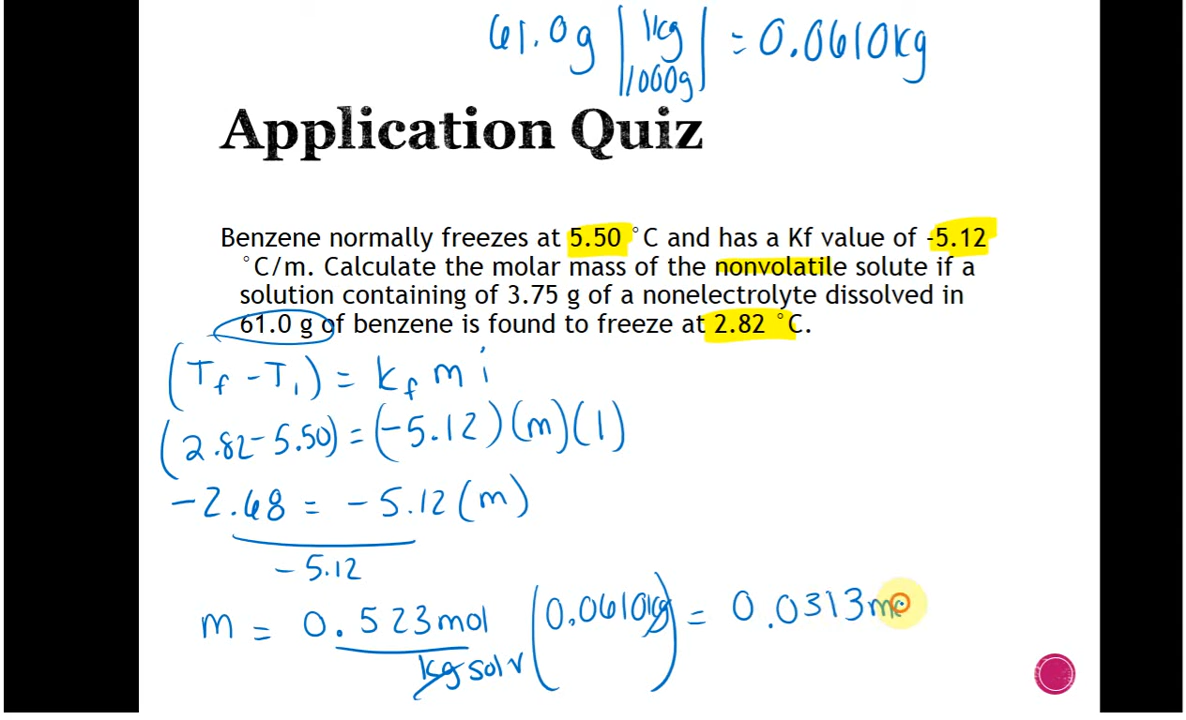 61.0g | 1kg | = 0.0610kg
1000g
Application Quiz
Benzene normally freezes at 5.50 °C and has a Kf value of -5.12
°C/m. Calculate the molar mass of the nonvolatile solute if a
solution containing of 3.75 g of a nonelectrolyte dissolved in
61.0 g of benzene is found to freeze at 2.82 °C.
(Tf - Ti) = kf m i
(2.82-5.50) = (-5.12)(m)(1)
-2.68 = -5.12(m)
-5.12
m = 0.523mol (0.0610kg) = 0.0313mo
kg solv